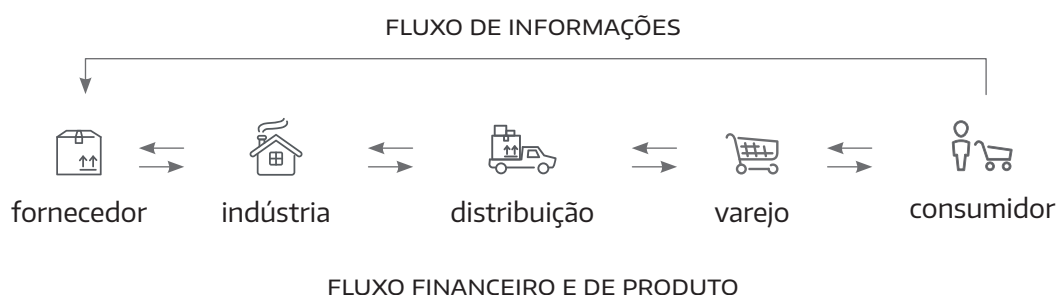 FLUXO DE INFORMAÇÕES
fornecedor indústria distribuição varejo consumidor
FLUXO FINANCEIRO E DE PRODUTO